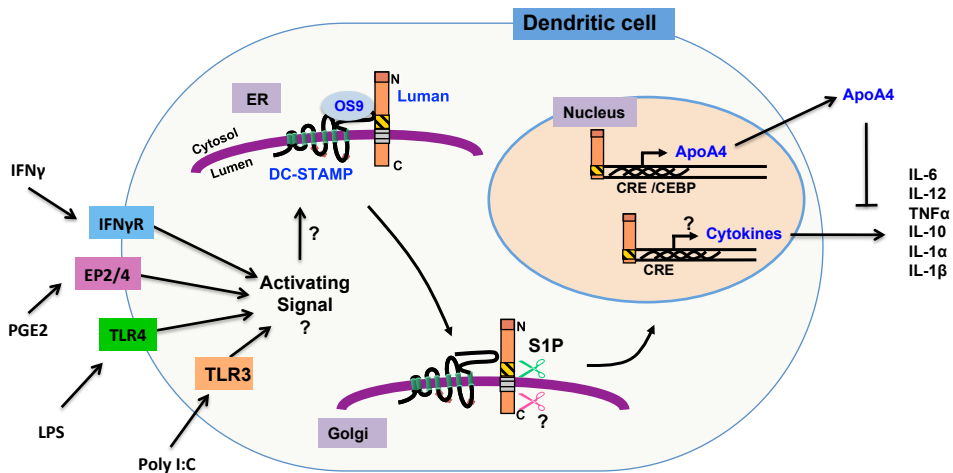 Dendritic cell
ER
OS9
N
Luman
Cytosol
Lumen
DC-STAMP
C
Nucleus
ApoA4
CRE /CEBP
?
Cytokines
CRE
ApoA4
IL-6
IL-12
TNFα
IL-10
IL-1α
IL-1β
IFNγ
IFNγR
EP2/4
PGE2
TLR4
LPS
TLR3
Poly I:C
?
Activating
Signal
?
N
S1P
C
?
Golgi